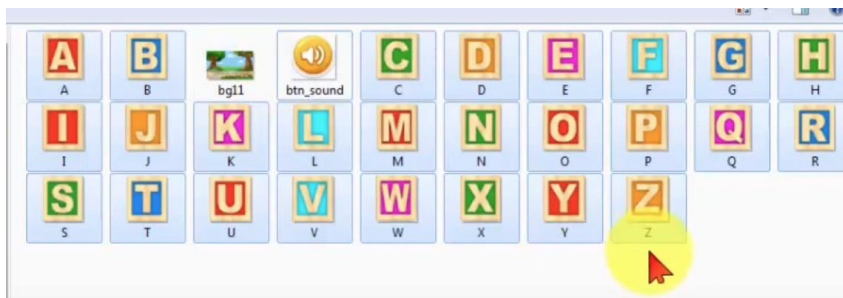 A B C D E F G H
A B bg11 btn_sound C D E F G H
I J K L M N O P Q R
I J K L M N O P Q R
S T U V W X Y Z
S T U V W X Y Z